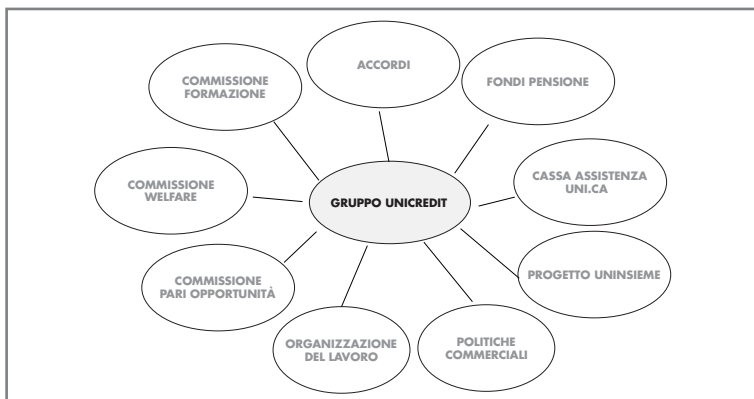 ACCORDI
COMMISSIONE
FORMAZIONE
FONDI PENSIONE
COMMISSIONE
WELFARE
CASSA ASSISTENZA
UNI.CA
GRUPPO UNICREDIT
COMMISSIONE
PARI OPPORTUNITÀ
PROGETTO UNINSIEME
ORGANIZZAZIONE
DEL LAVORO
POLITICHE
COMMERCIALI